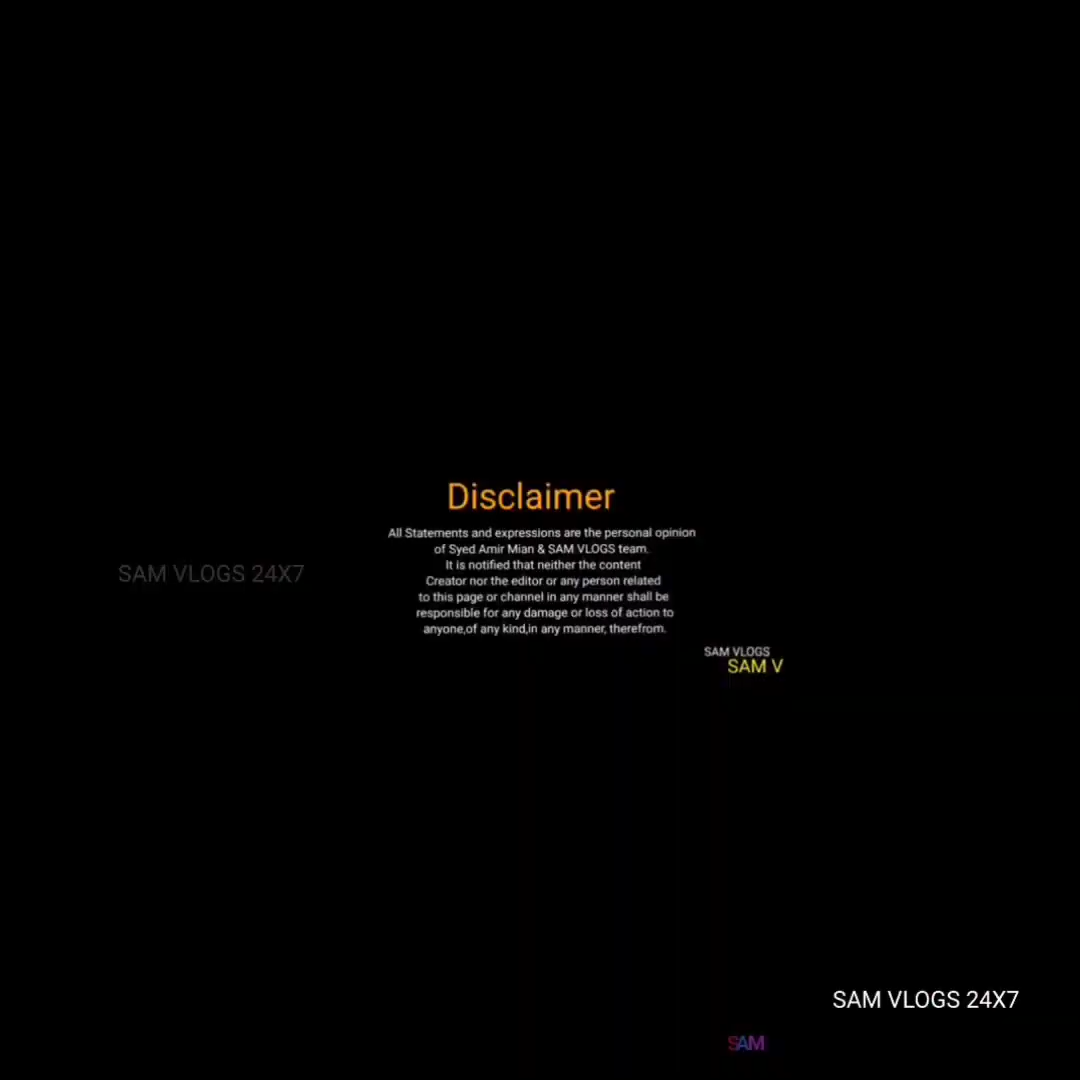 Disclaimer
All Statements and expressions are the personal opinion
of Syed Amir Mian & SAM VLOGS team.
It is notified that neither the content
Creator nor the editor or any person related
to this page or channel in any manner shall be
responsible for any damage or loss of action to
anyone,of any kind,in any manner, therefrom.
SAM VLOGS 24X7
SAM VLOGS
SAM V
SAM VLOGS 24X7
SAM